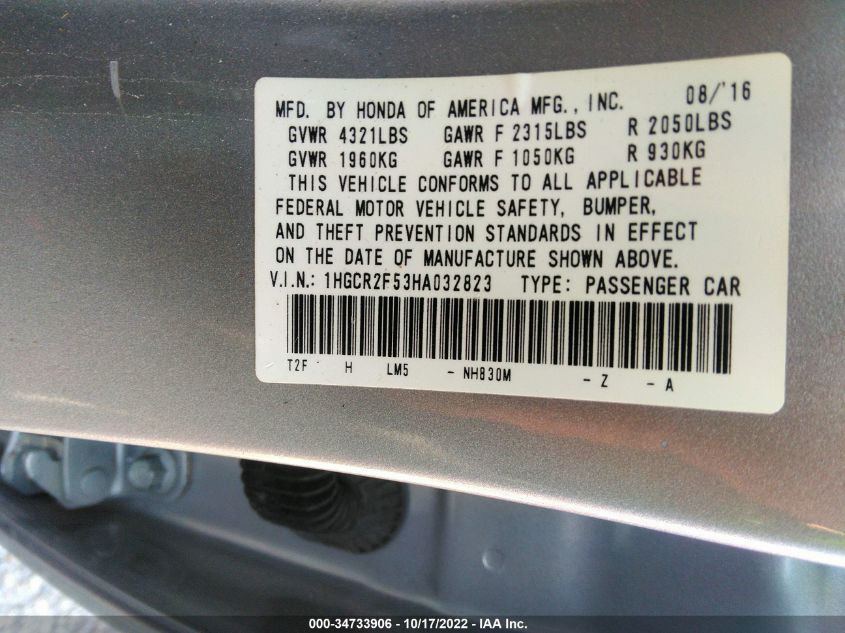 MFD. BY HONDA OF AMERICA MFG., INC. 08/'16
GVWR 4321LBS GAWR F 2315LBS R 2050LBS
GVWR 1960KG GAWR F 1050KG R 930KG
THIS VEHICLE CONFORMS TO ALL APPLICABLE
FEDERAL MOTOR VEHICLE SAFETY, BUMPER,
AND THEFT PREVENTION STANDARDS IN EFFECT
ON THE DATE OF MANUFACTURE SHOWN ABOVE.
V.I.N.: 1HGCR2F53HA032823 TYPE: PASSENGER CAR
T2F H LM5 - NH830M - Z - A
000-34733906 - 10/17/2022 - IAA Inc.